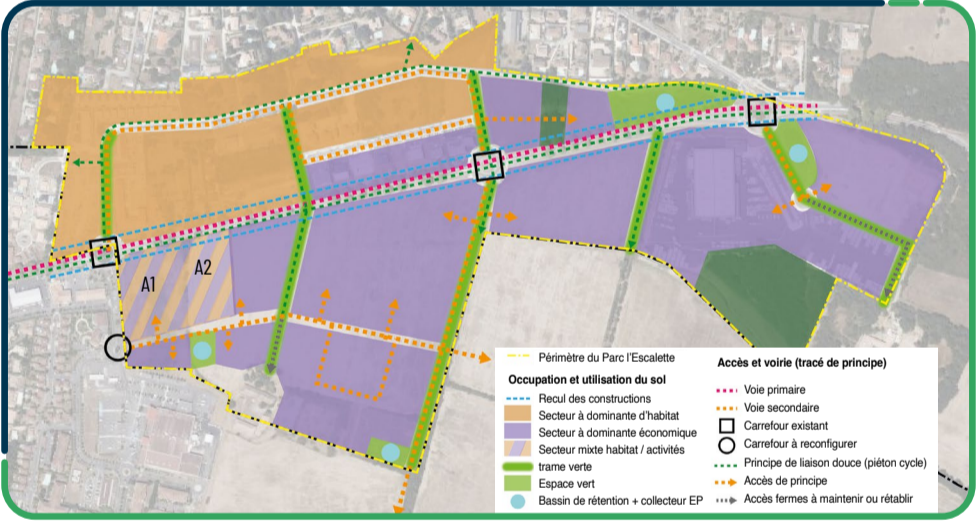 A1
A2
Périmètre du Parc l'Escalette
Occupation et utilisation du sol
Recul des constructions
Secteur à dominante d'habitat
Secteur à dominante économique
Secteur mixte habitat / activités
trame verte
Espace vert
Bassin de rétention + collecteur EP
Accès et voirie (tracé de principe)
Voie primaire
Voie secondaire
Carrefour existant
Carrefour à reconfigurer
Principe de liaison douce (piéton cycle)
Accès de principe
Accès fermes à maintenir ou rétablir